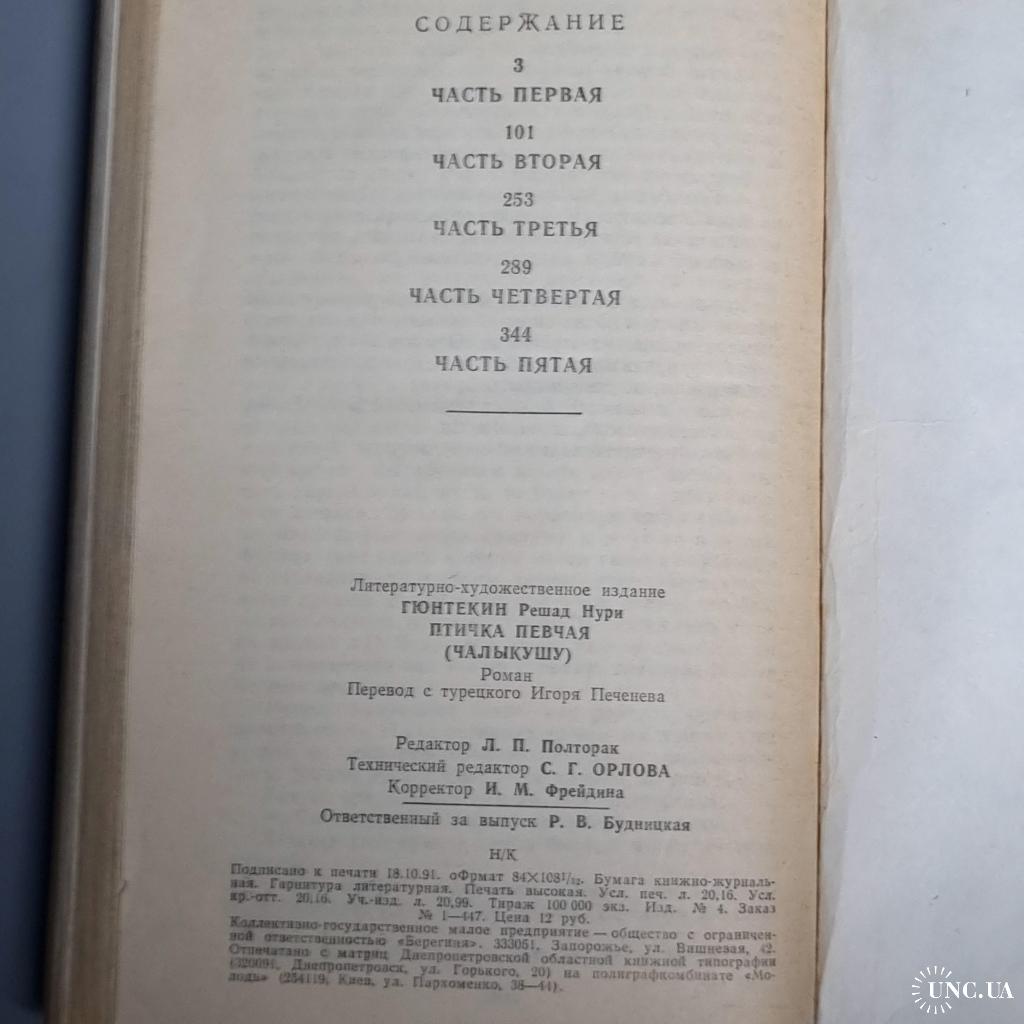 СОДЕРЖАНИЕ
3
ЧАСТЬ ПЕРВАЯ
101
ЧАСТЬ ВТОРАЯ
253
ЧАСТЬ ТРЕТЬЯ
289
ЧАСТЬ ЧЕТВЕРТАЯ
344
ЧАСТЬ ПЯТАЯ
Литературно-художественное издание
ГЮНТЕКИН Решад Нури
ПТИЧКА ПЕВЧАЯ
(ЧАЛЫКУШУ)
Роман
Перевод с турецкого Игоря Печенева
Редактор Л. П. Полторак
Технический редактор С. Г. ОРЛОВА
Корректор И. М. Фрейдина
Ответственный за выпуск Р. В. Будницкая
Н/К
Подписано к печати 18.10.91. оФрмат 84×108¹/₃₂. Бумага книжно-журналь-
ная. Гарнитура литературная. Печать высокая. Усл. печ. л. 20,16. Усл.
кр.-отт. 20,16. Уч.-изд. л. 20,99. Тираж 100 000 экз. Изд. № 4. Заказ
№ 1—447. Цена 12 руб.
Коллективно-государственное малое предприятие — общество с ограничен-
ной ответственностью «Берегиня». 333051. Запорожье, ул. Вишневая, 42.
Отпечатано с матриц Днепропетровской областной книжной типографии
(320091, Днепропетровск, ул. Горького, 20) на полиграфкомбинате «Мо-
лодь» (254119, Киев, ул. Пархоменко, 38—44).
UNC.UA